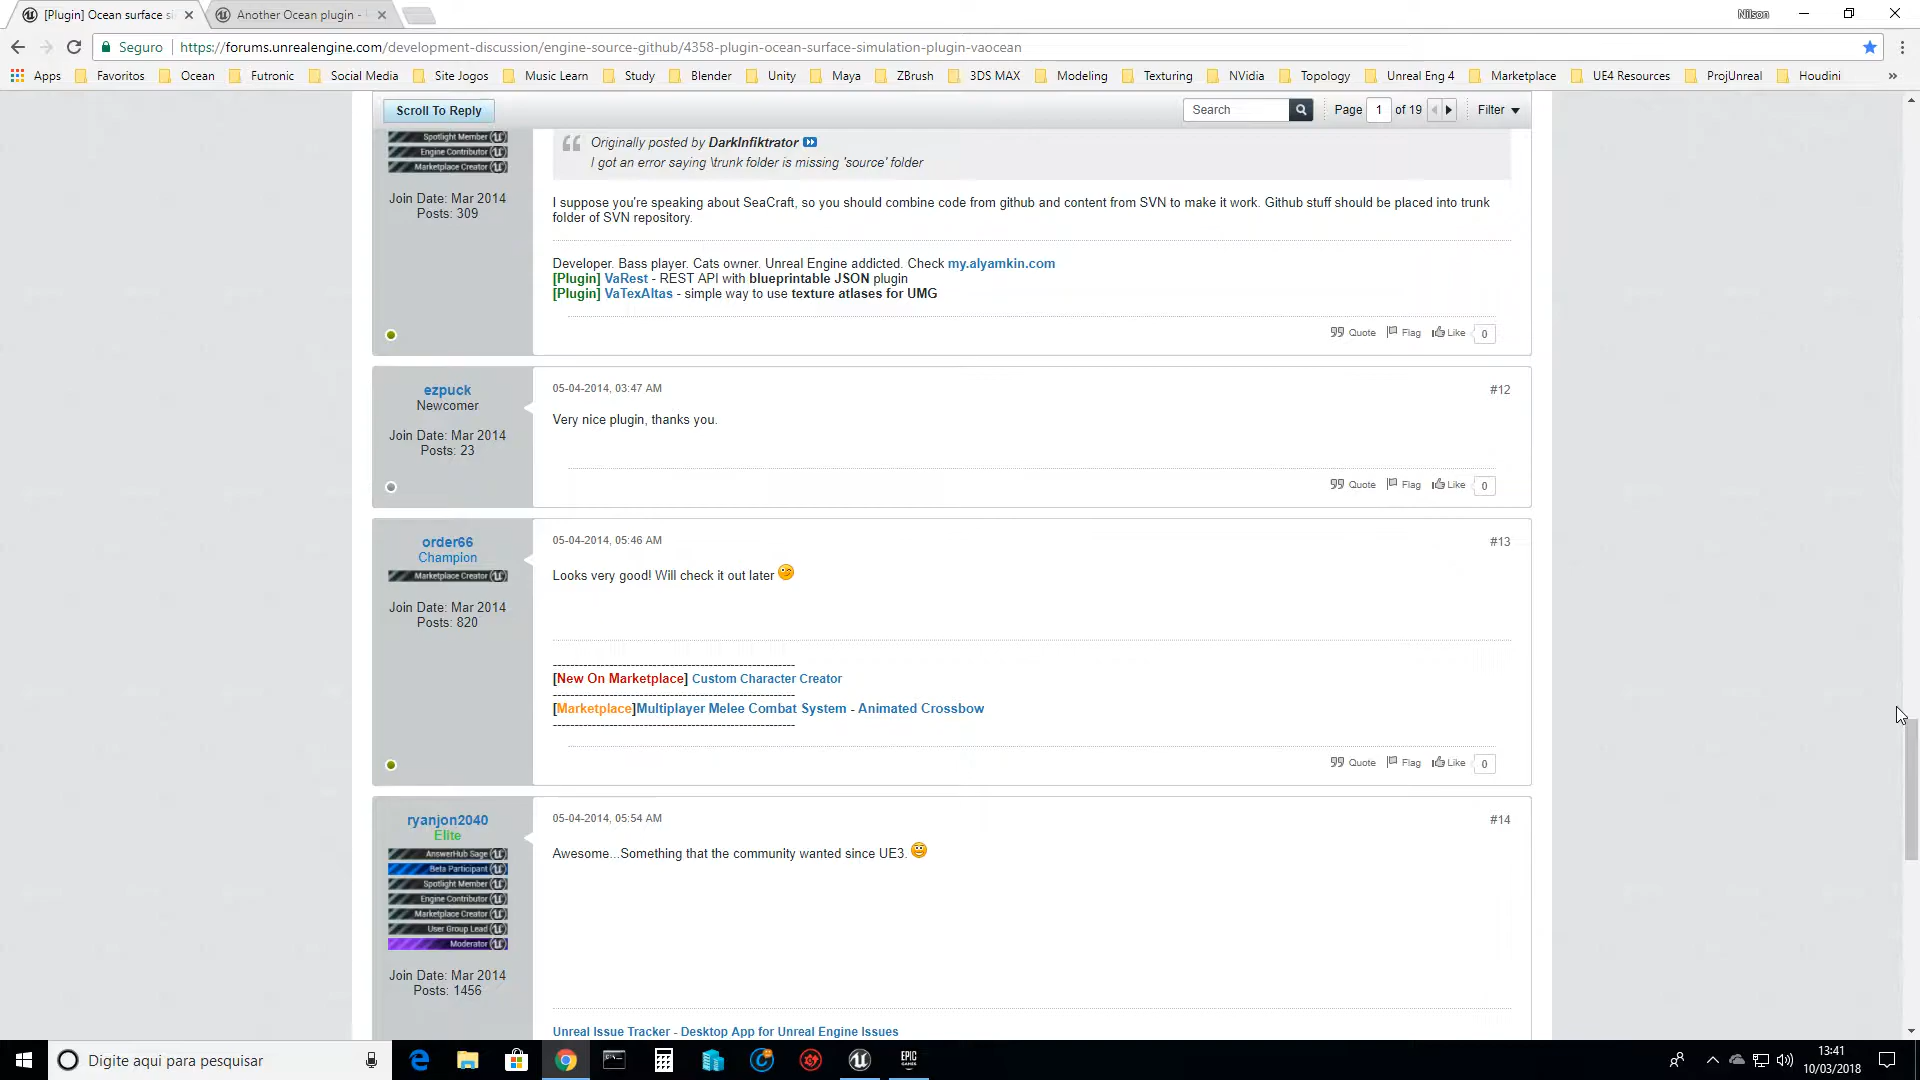 [Plugin] Ocean surface si
Another Ocean plugin -
Nilson
Seguro
https://forums.unrealengine.com/development-discussion/engine-source-github/4358-plugin-ocean-surface-simulation-plugin-vaocean
Apps
Favoritos
Ocean
Futronic
Social Media
Site Jogos
Music Learn
Study
Blender
Unity
Maya
ZBrush
3DS MAX
Modeling
Texturing
NVidia
Topology
Unreal Eng 4
Marketplace
UE4 Resources
ProjUnreal
Houdini
»
Scroll To Reply
Search
Page 1 of 19
Filter
Spotlight Member
Engine Contributor
Marketplace Creator
Join Date: Mar 2014
Posts: 309
Originally posted by DarkInfiktrator
I got an error saying \trunk folder is missing 'source' folder
I suppose you're speaking about SeaCraft, so you should combine code from github and content from SVN to make it work. Github stuff should be placed into trunk
folder of SVN repository.
Developer. Bass player. Cats owner. Unreal Engine addicted. Check my.alyamkin.com
[Plugin] VaRest - REST API with blueprintable JSON plugin
[Plugin] VaTexAltas - simple way to use texture atlases for UMG
Quote Flag Like 0
ezpuck
Newcomer
Join Date: Mar 2014
Posts: 23
05-04-2014, 03:47 AM
#12
Very nice plugin, thanks you.
Quote Flag Like 0
order66
Champion
Marketplace Creator
Join Date: Mar 2014
Posts: 820
05-04-2014, 05:46 AM
#13
Looks very good! Will check it out later
-------------------------------------------------------
[New On Marketplace] Custom Character Creator
-------------------------------------------------------
[Marketplace]Multiplayer Melee Combat System - Animated Crossbow
-------------------------------------------------------
Quote Flag Like 0
ryanjon2040
Elite
AnswerHub Sage
Beta Participant
Spotlight Member
Engine Contributor
Marketplace Creator
User Group Lead
Moderator
Join Date: Mar 2014
Posts: 1456
05-04-2014, 05:54 AM
#14
Awesome...Something that the community wanted since UE3.
Unreal Issue Tracker - Desktop App for Unreal Engine Issues
Digite aqui para pesquisar
EPIC
GAMES
13:41
10/03/2018